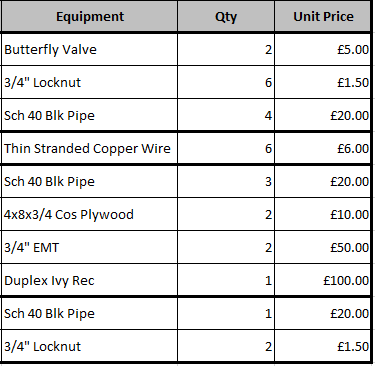 Equipment Qty Unit Price
Butterfly Valve 2 £5.00
3/4" Locknut 6 £1.50
Sch 40 Blk Pipe 4 £20.00
Thin Stranded Copper Wire 6 £6.00
Sch 40 Blk Pipe 3 £20.00
4x8x3/4 Cos Plywood 2 £10.00
3/4" EMT 2 £50.00
Duplex Ivy Rec 1 £100.00
Sch 40 Blk Pipe 1 £20.00
3/4" Locknut 2 £1.50